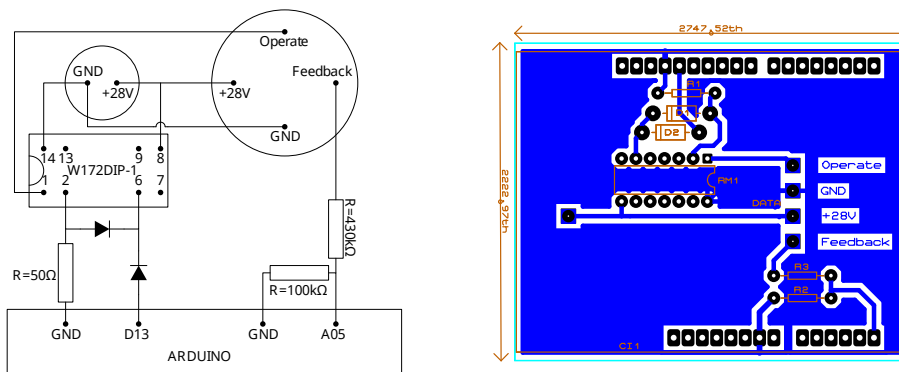 Operate
GND
Feedback
+28V
+28V
GND
14 13 9 8
W172DIP-1
1 2 6 7
R=430kΩ
R=50Ω
R=100kΩ
GND D13 GND A05
ARDUINO
2747,52th
2222,97th
R1
D1
D2
RM1
DATA
Operate
GND
+28V
Feedback
R3
R2
CI1